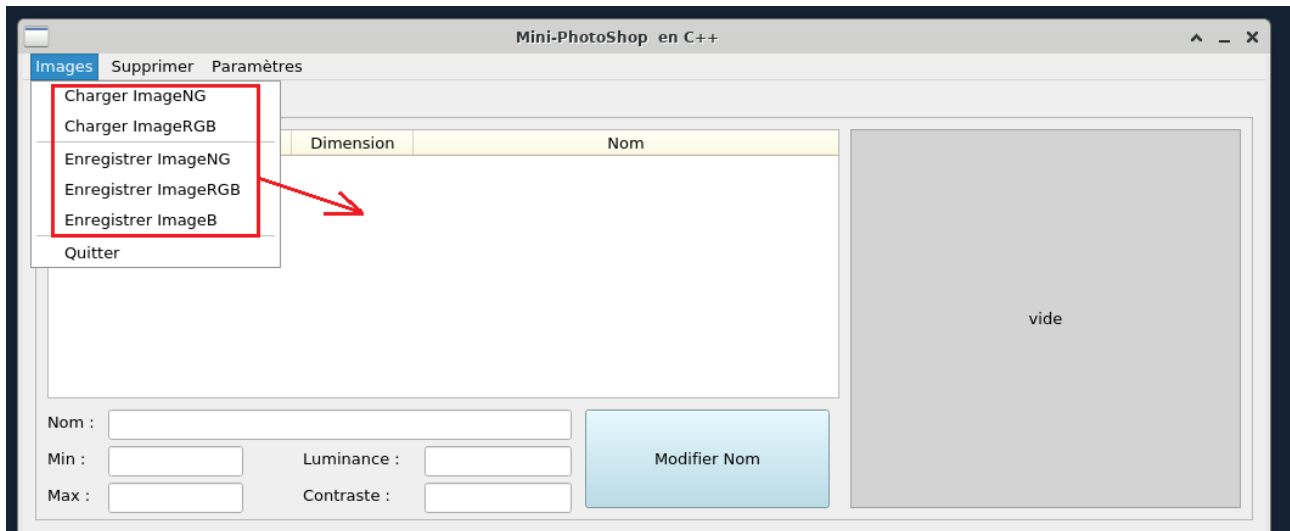 Mini-PhotoShop en C++
Images Supprimer Paramètres
Charger ImageNG
Charger ImageRGB
Enregistrer ImageNG
Enregistrer ImageRGB
Enregistrer ImageB
Quitter
Dimension Nom
vide
Nom :
Min : Luminance :
Max : Contraste :
Modifier Nom